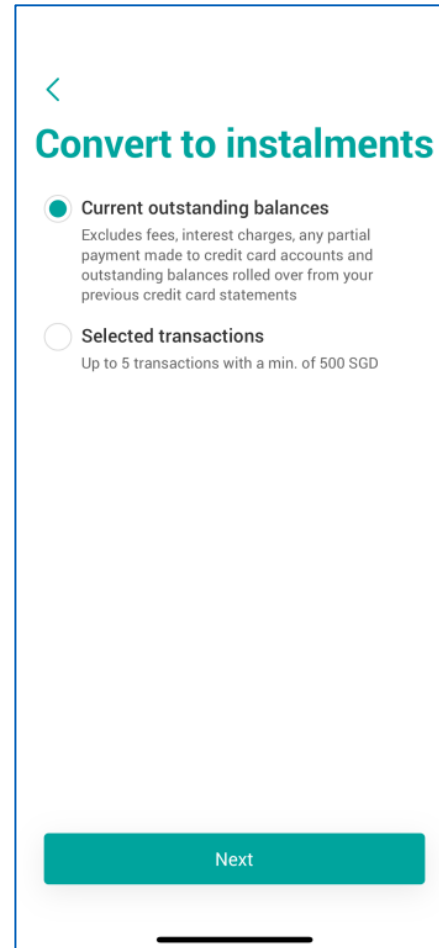 Convert to instalments
Current outstanding balances
Excludes fees, interest charges, any partial
payment made to credit card accounts and
outstanding balances rolled over from your
previous credit card statements
Selected transactions
Up to 5 transactions with a min. of 500 SGD
Next